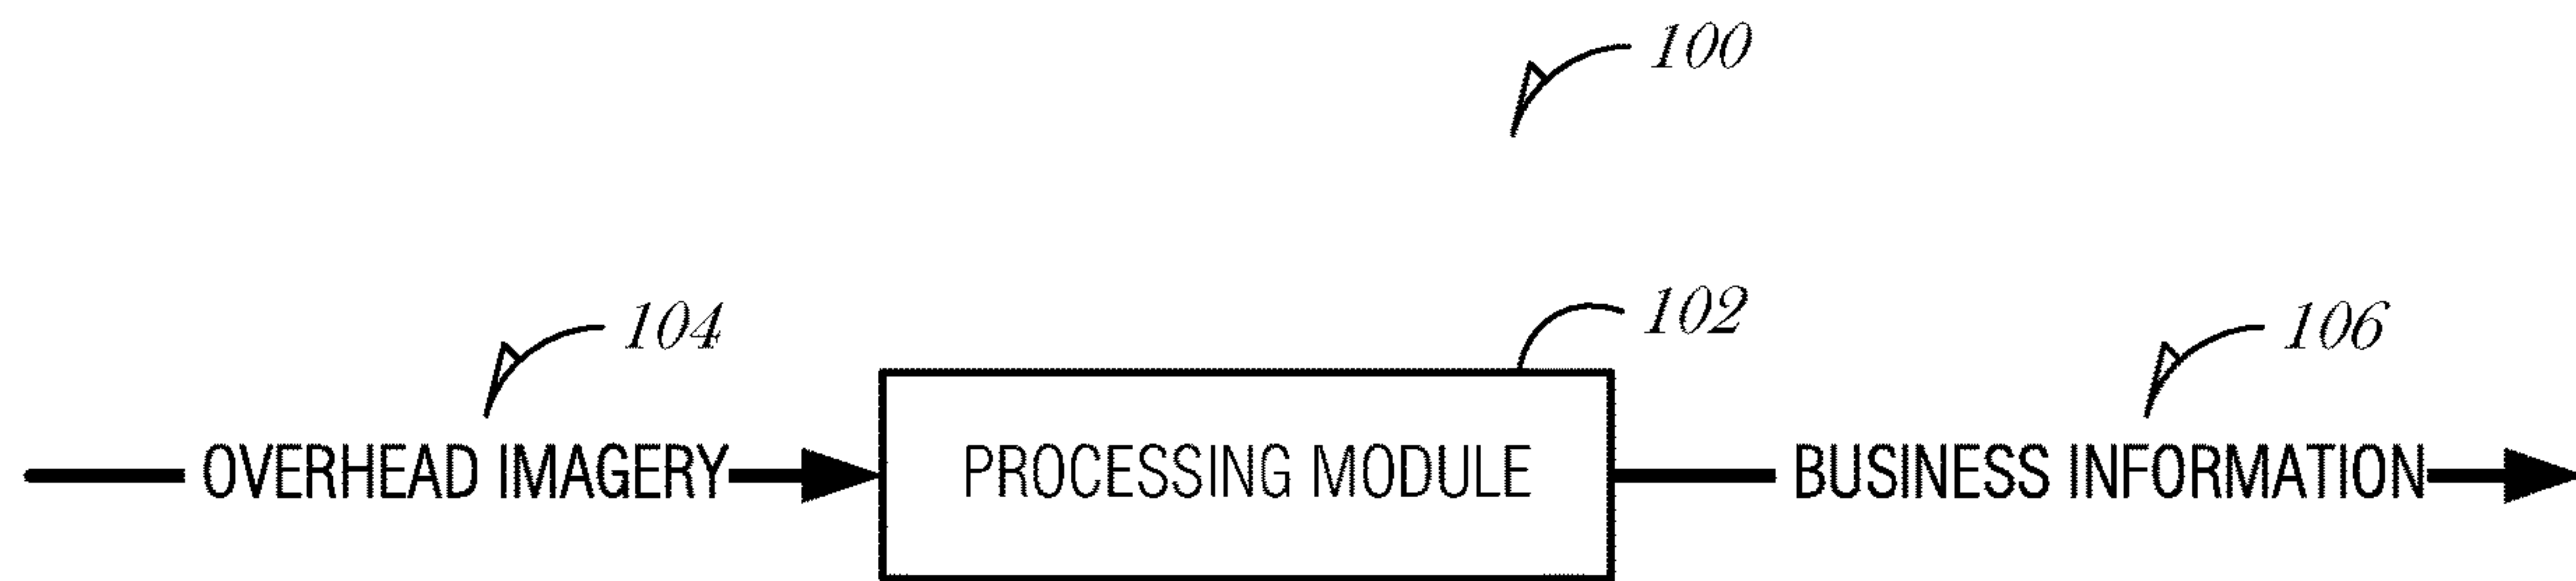 100
104
102
106
OVERHEAD IMAGERY
PROCESSING MODULE
BUSINESS INFORMATION